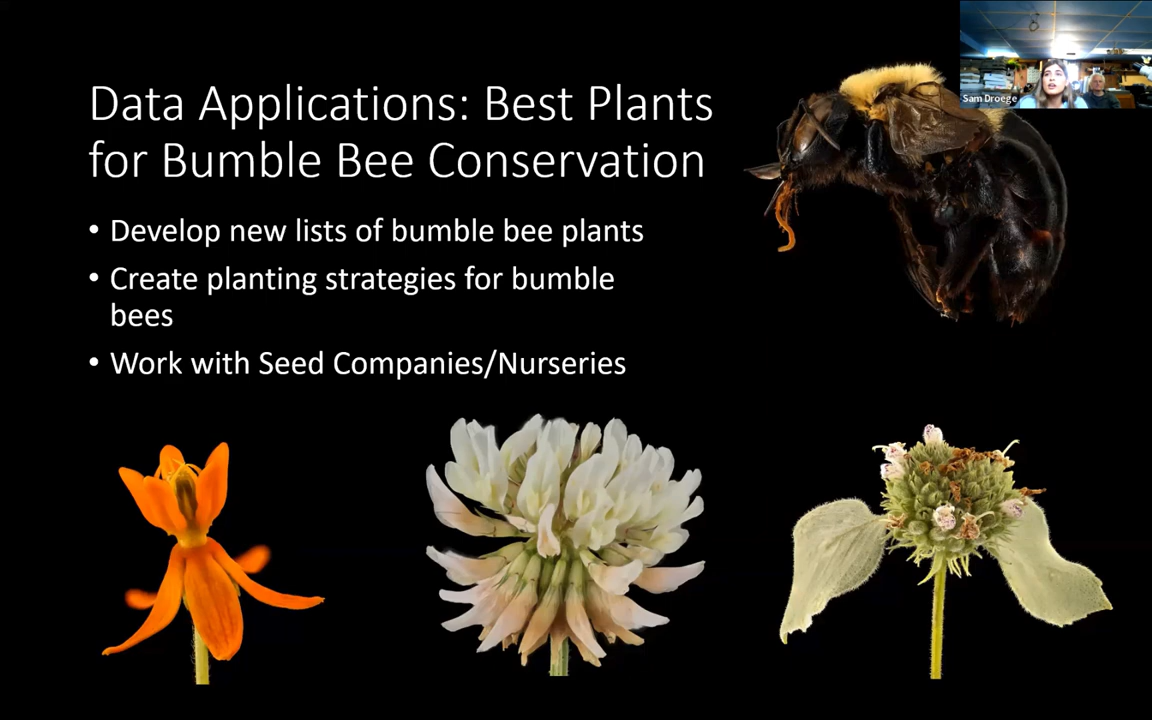 Sam Droege
Data Applications: Best Plants
for Bumble Bee Conservation
• Develop new lists of bumble bee plants
• Create planting strategies for bumble
bees
• Work with Seed Companies/Nurseries